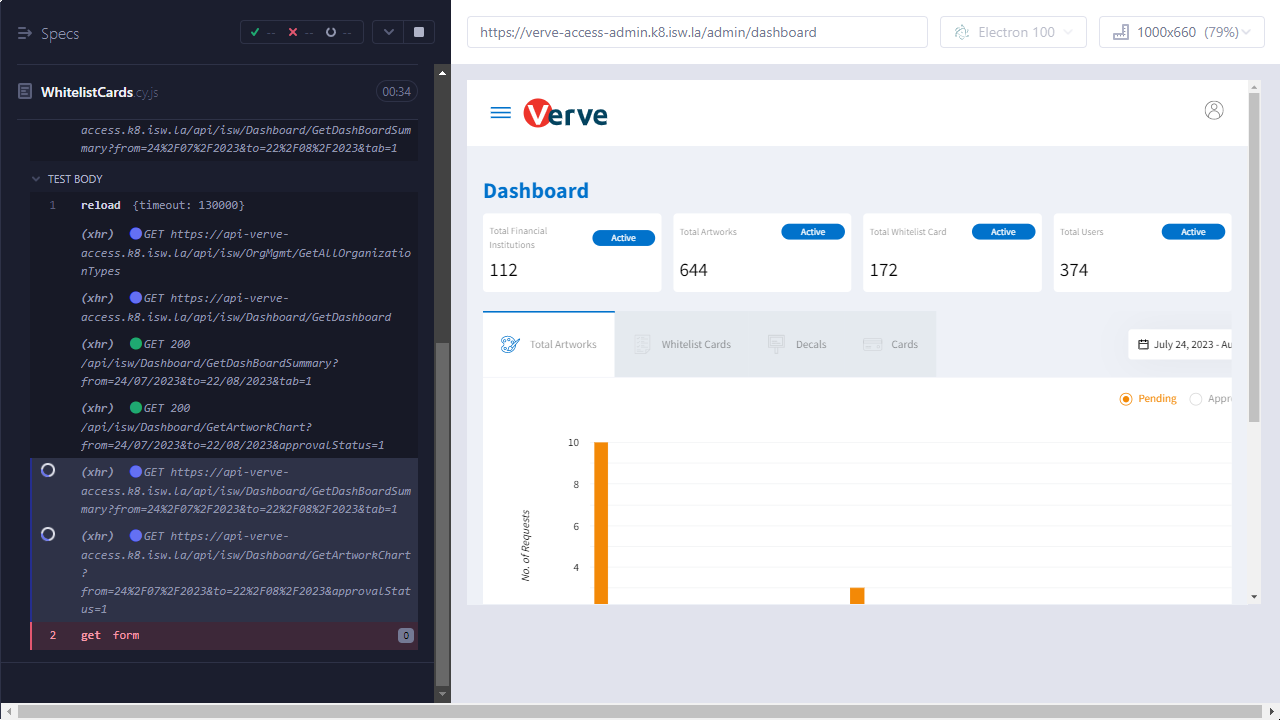 Specs
-- -- --
WhitelistCards.cy.js
00:34
access.k8.isw.la/api/isw/Dashboard/GetDashBoardSum
mary?from=24%2F07%2F2023&to=22%2F08%2F2023&tab=1
TEST BODY
1 reload {timeout: 130000}
(xhr) GET https://api-verve-
access.k8.isw.la/api/isw/OrgMgmt/GetAllOrganizatio
nTypes
(xhr) GET https://api-verve-
access.k8.isw.la/api/isw/Dashboard/GetDashboard
(xhr) GET 200
/api/isw/Dashboard/GetDashBoardSummary?
from=24/07/2023&to=22/08/2023&tab=1
(xhr) GET 200
/api/isw/Dashboard/GetArtworkChart?
from=24/07/2023&to=22/08/2023&approvalStatus=1
(xhr) GET https://api-verve-
access.k8.isw.la/api/isw/Dashboard/GetDashBoardSum
mary?from=24%2F07%2F2023&to=22%2F08%2F2023&tab=1
(xhr) GET https://api-verve-
access.k8.isw.la/api/isw/Dashboard/GetArtworkChart
?
from=24%2F07%2F2023&to=22%2F08%2F2023&approvalStat
us=1
2 get form 0
https://verve-access-admin.k8.isw.la/admin/dashboard
Electron 100
1000x660 (79%)
Verve
Dashboard
Total Financial
Institutions
Active
112
Total Artworks
Active
644
Total Whitelist Card
Active
172
Total Users
Active
374
Total Artworks
Whitelist Cards
Decals
Cards
July 24, 2023 - Au
Pending
Appr
10
8
6
4
No. of Requests